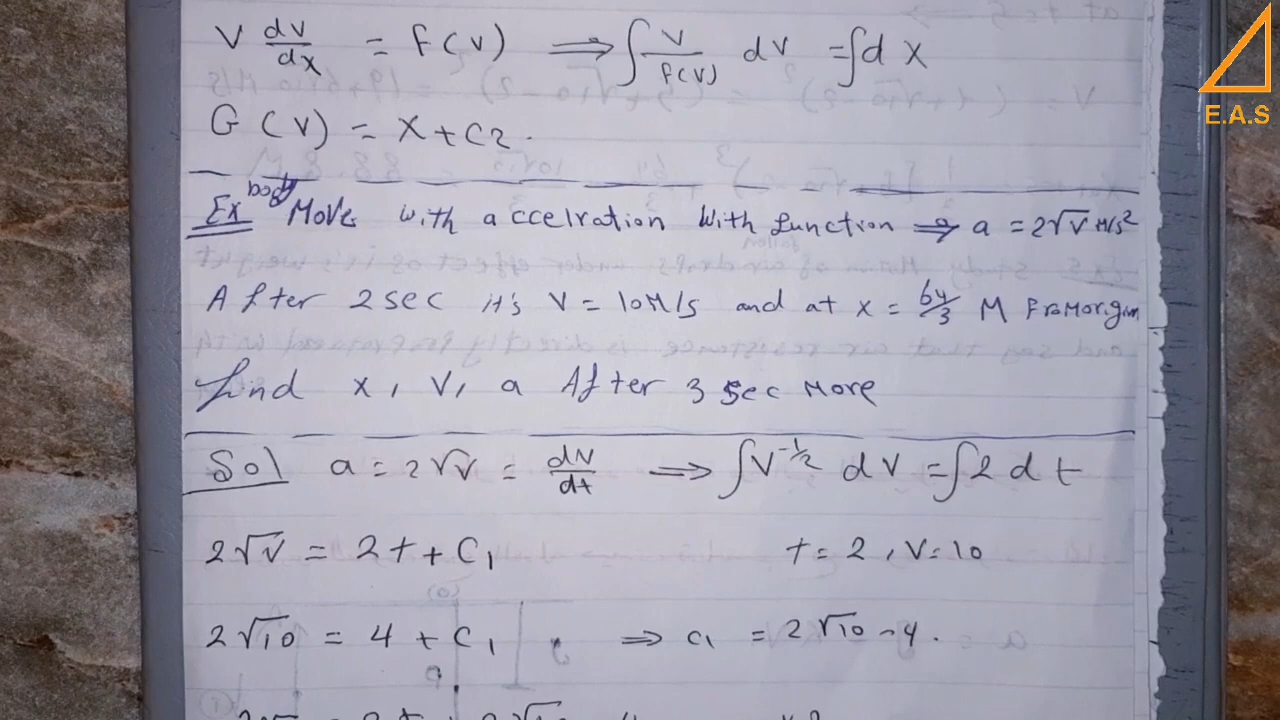 V dv/dx = f(v) ⟹ ∫ V/f(v) dv = ∫dx
E.A.S
G(v) = x + C2.
Ex body Move with accelration with function ⟹ a = 2√v M/s²
After 2 sec it's V = 10 M/s and at x = 64/3 M From origin
find x, V, a After 3 sec More
Sol a = 2√v = dv/dt ⟹ ∫V^-1/2 dv = ∫2dt
2√v = 2t + C1 t = 2, V = 10
2√10 = 4 + C1 ⟹ C1 = 2√10 - 4.